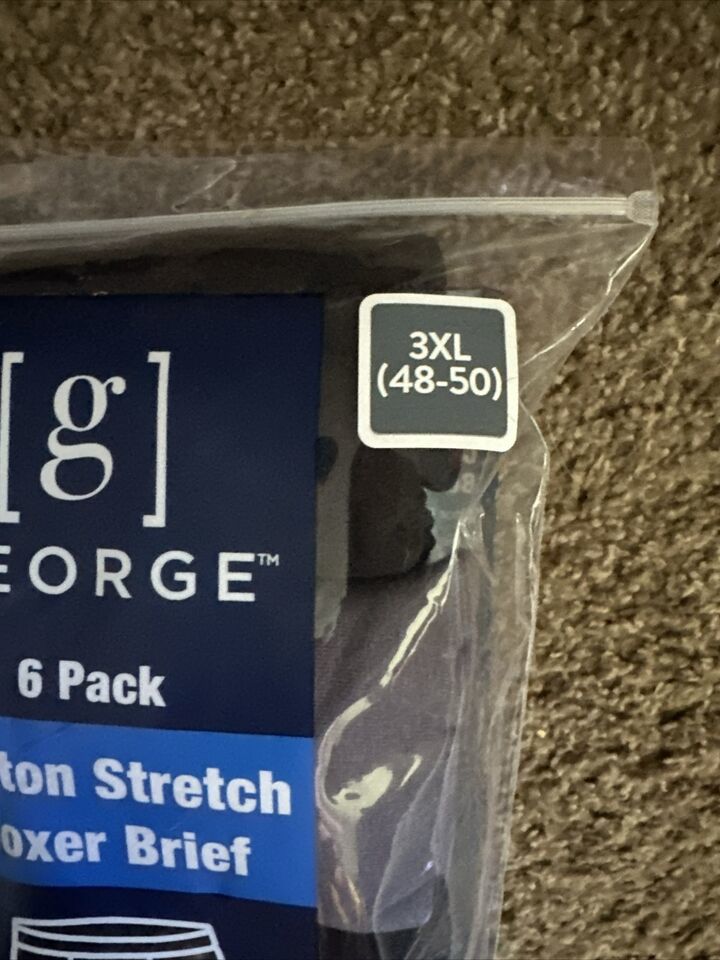 3XL
(48-50)
[g]
EORGE™
6 Pack
ton Stretch
oxer Brief